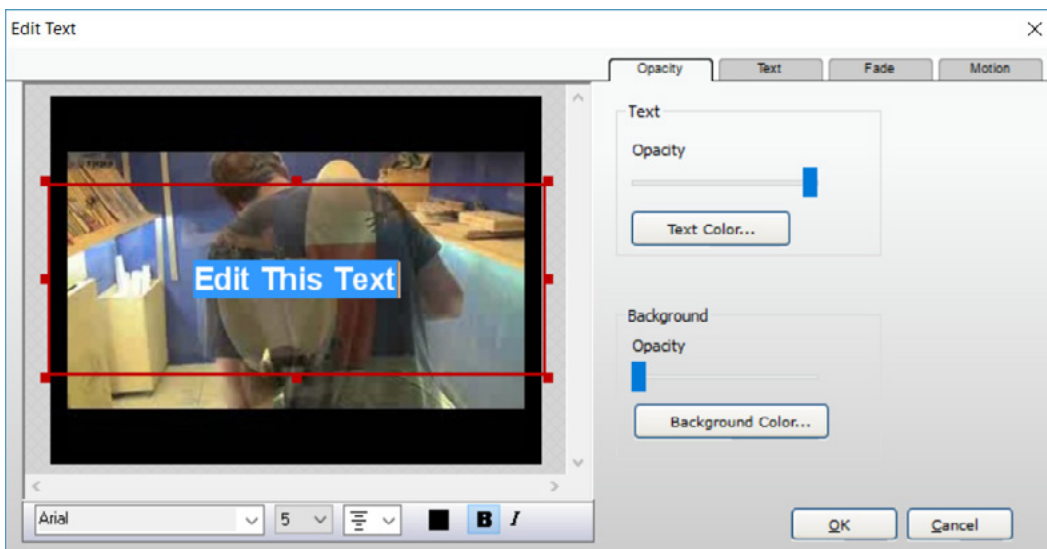 Edit Text
Opacity
Text
Fade
Motion
Text
Opacity
Text Color...
Edit This Text
Background
Opacity
Background Color...
Arial
5
B
I
OK
Cancel